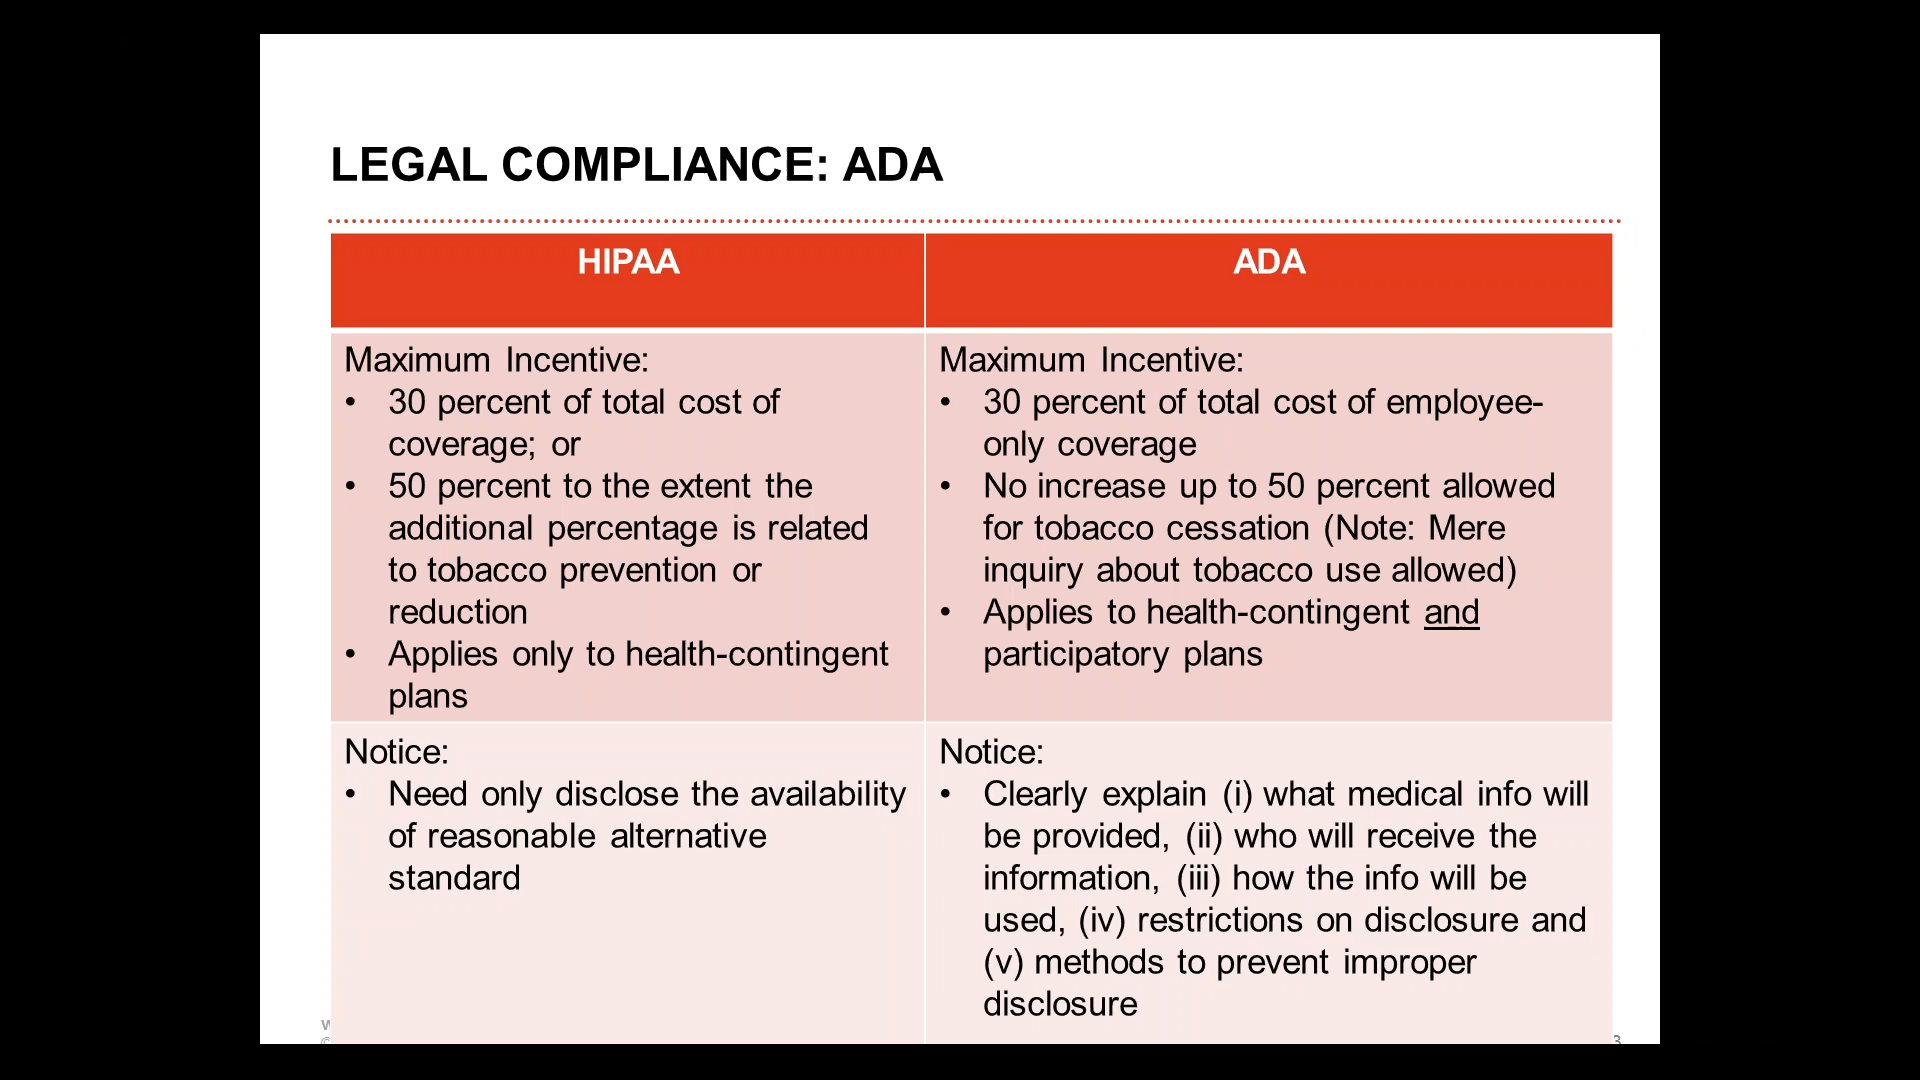 LEGAL COMPLIANCE: ADA
HIPAA
ADA
Maximum Incentive:
• 30 percent of total cost of
coverage; or
• 50 percent to the extent the
additional percentage is related
to tobacco prevention or
reduction
• Applies only to health-contingent
plans
Maximum Incentive:
• 30 percent of total cost of employee-
only coverage
• No increase up to 50 percent allowed
for tobacco cessation (Note: Mere
inquiry about tobacco use allowed)
• Applies to health-contingent and
participatory plans
Notice:
• Need only disclose the availability
of reasonable alternative
standard
Notice:
• Clearly explain (i) what medical info will
be provided, (ii) who will receive the
information, (iii) how the info will be
used, (iv) restrictions on disclosure and
(v) methods to prevent improper
disclosure